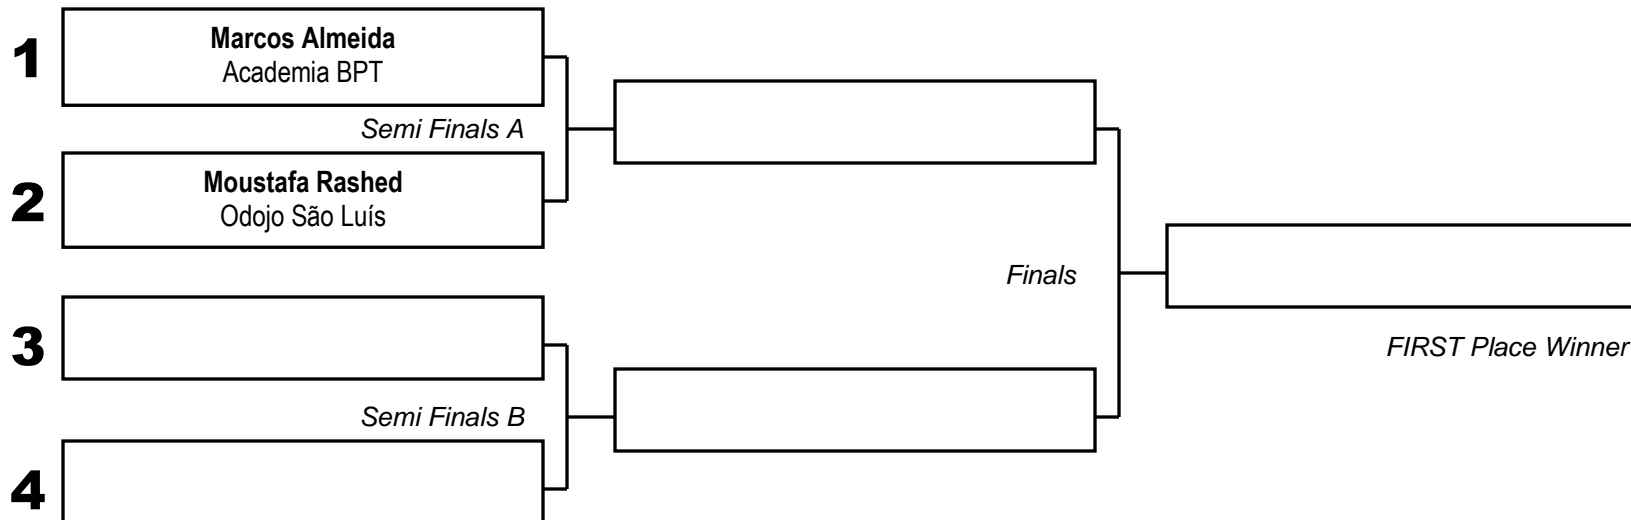 1
Marcos Almeida
Academia BPT
Semi Finals A
2
Moustafa Rashed
Odojo São Luís
Finals
3
FIRST Place Winner
Semi Finals B
4